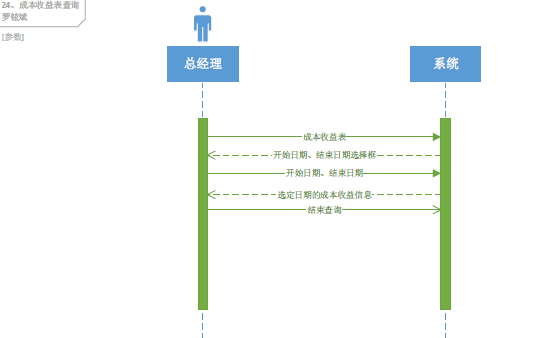 24、成本收益表查询
罗铉斌
[参数]
总经理
系统
成本收益表
开始日期、结束日期选择框
开始日期、结束日期
选定日期的成本收益信息
结束查询